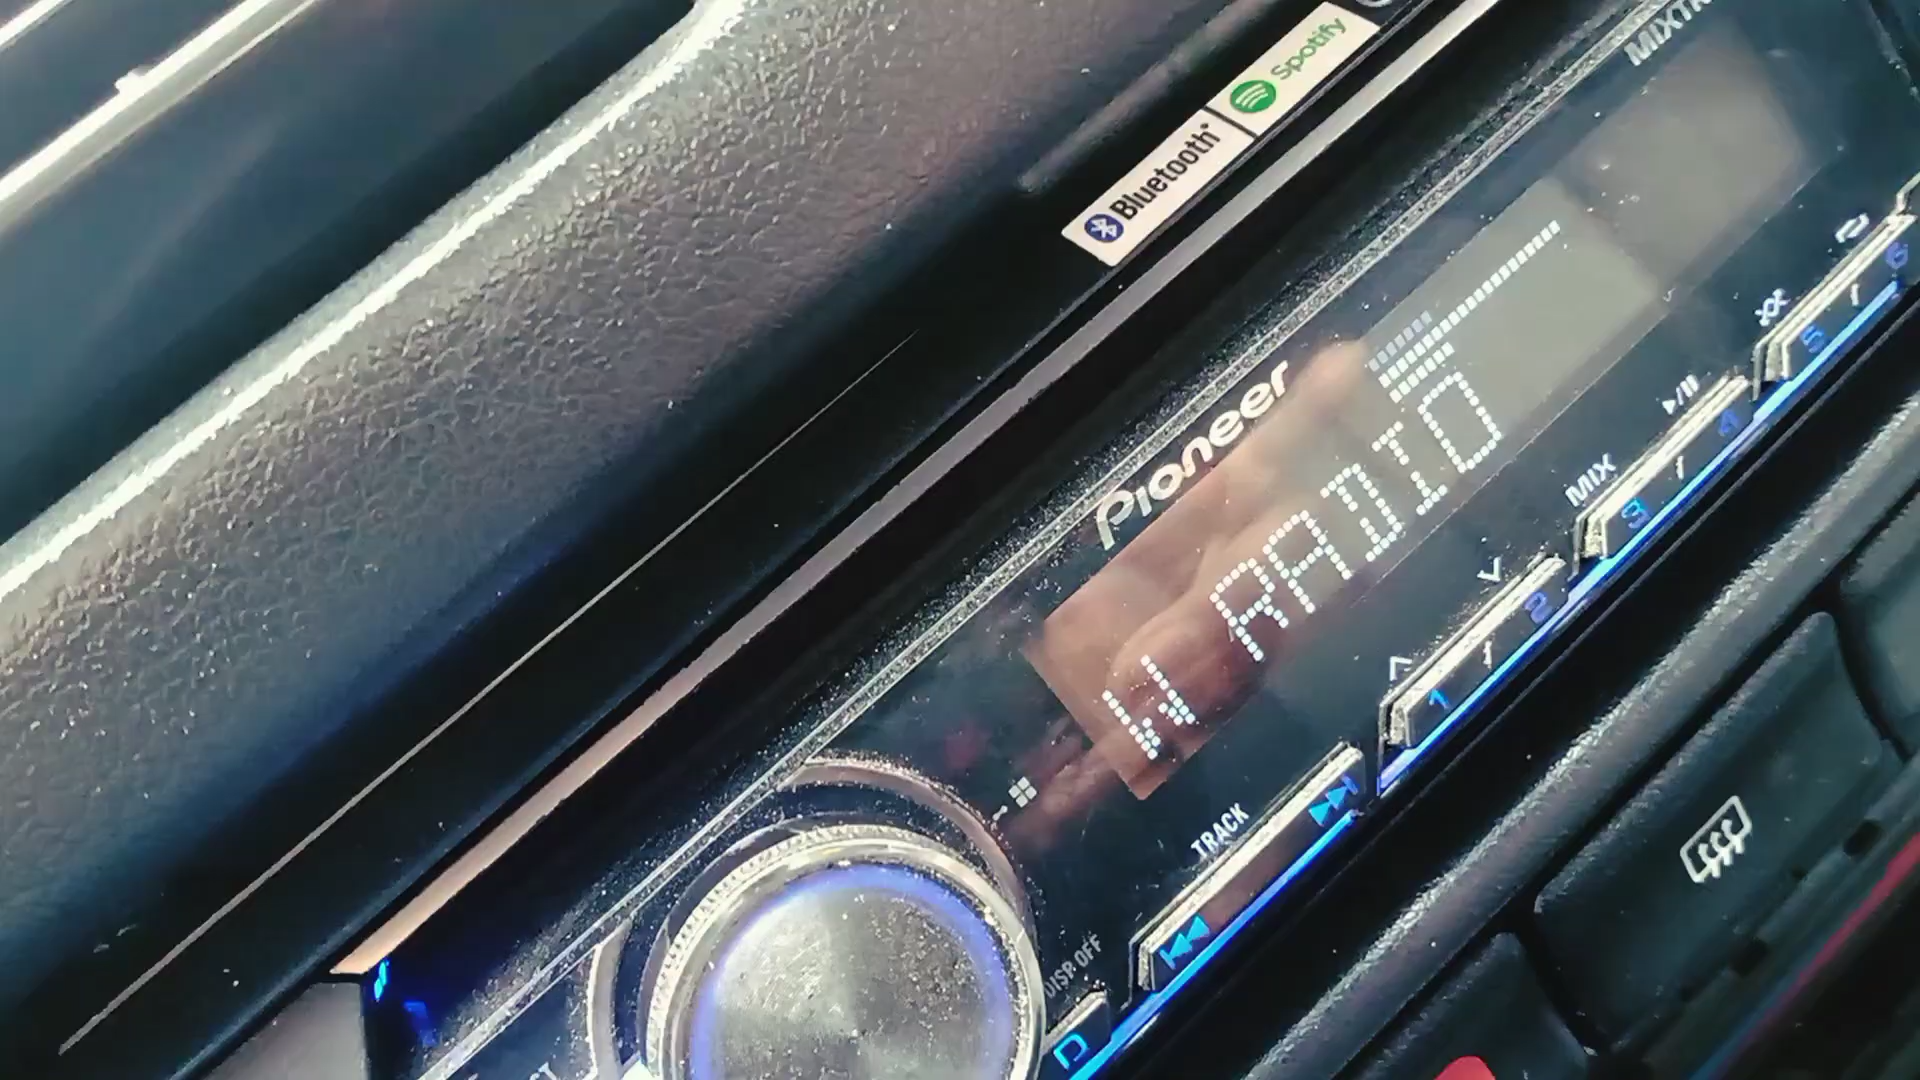 Spotify
Bluetooth®
MIXTR
Pioneer
W RADIO
MIX
TRACK
DISP OFF
1
2
3
4
5
6